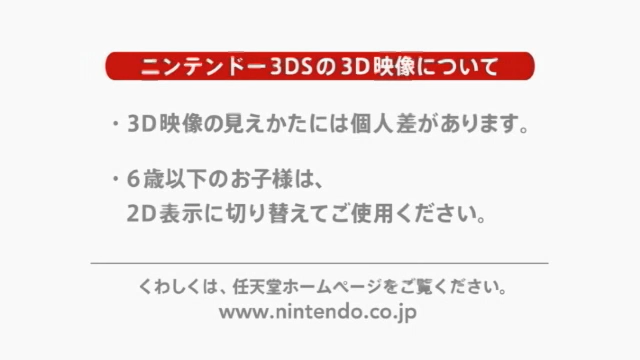 ニンテンドー3DSの3D映像について
・3D映像の見えかたには個人差があります。
・6歳以下のお子様は、
2D表示に切り替えてご使用ください。
くわしくは、任天堂ホームページをご覧ください。
www.nintendo.co.jp